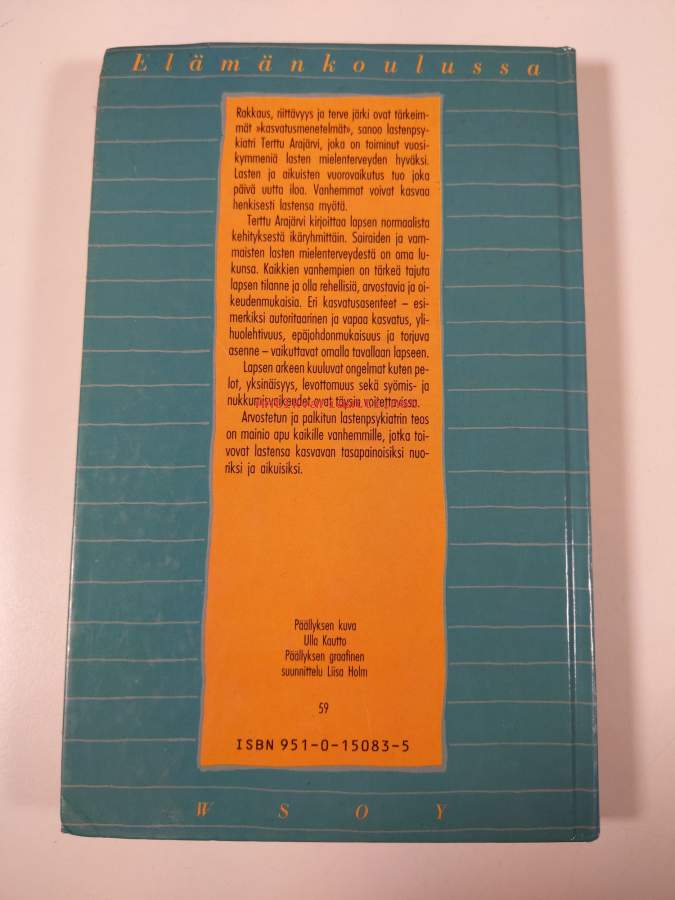 Elämänkoulussa
Rakkaus, riittävyys ja terve järki ovat tärkeim-
mät »kasvatusmenetelmät», sanoo lastenpsy-
kiatri Terttu Arajärvi, joka on toiminut vuosi-
kymmeniä lasten mielenterveyden hyväksi.
Lasten ja aikuisten vuorovaikutus tuo joka
päivä uutta iloa. Vanhemmat voivat kasvaa
henkisesti lastensa myötä.
Terttu Arajärvi kirjoittaa lapsen normaalista
kehityksestä ikäryhmittäin. Sairaiden ja vam-
maisten lasten mielenterveydestä on oma lu-
kunsa. Kaikkien vanhempien on tärkeä tajuta
lapsen tilanne ja olla rehellisiä, arvostavia ja oi-
keudenmukaisia. Eri kasvatusasenteet – esi-
merkiksi autoritaarinen ja vapaa kasvatus, yli-
huolehtivuus, epäjohdonmukaisuus ja torjuva
asenne – vaikuttavat omalla tavallaan lapseen.
Lapsen arkeen kuuluvat ongelmat kuten pe-
lot, yksinäisyys, levottomuus sekä syömis- ja
nukkumisvaikeudet ovat täysin voitettavissa.
Arvostetun ja palkitun lastenpsykiatrin teos
on mainio apu kaikille vanhemmille, jotka toi-
vovat lastensa kasvavan tasapainoisiksi nuo-
riksi ja aikuisiksi.
Päällyksen kuva
Ulla Kautto
Päällyksen graafinen
suunnittelu Liisa Holm
59
ISBN 951-0-15083-5
WSOY